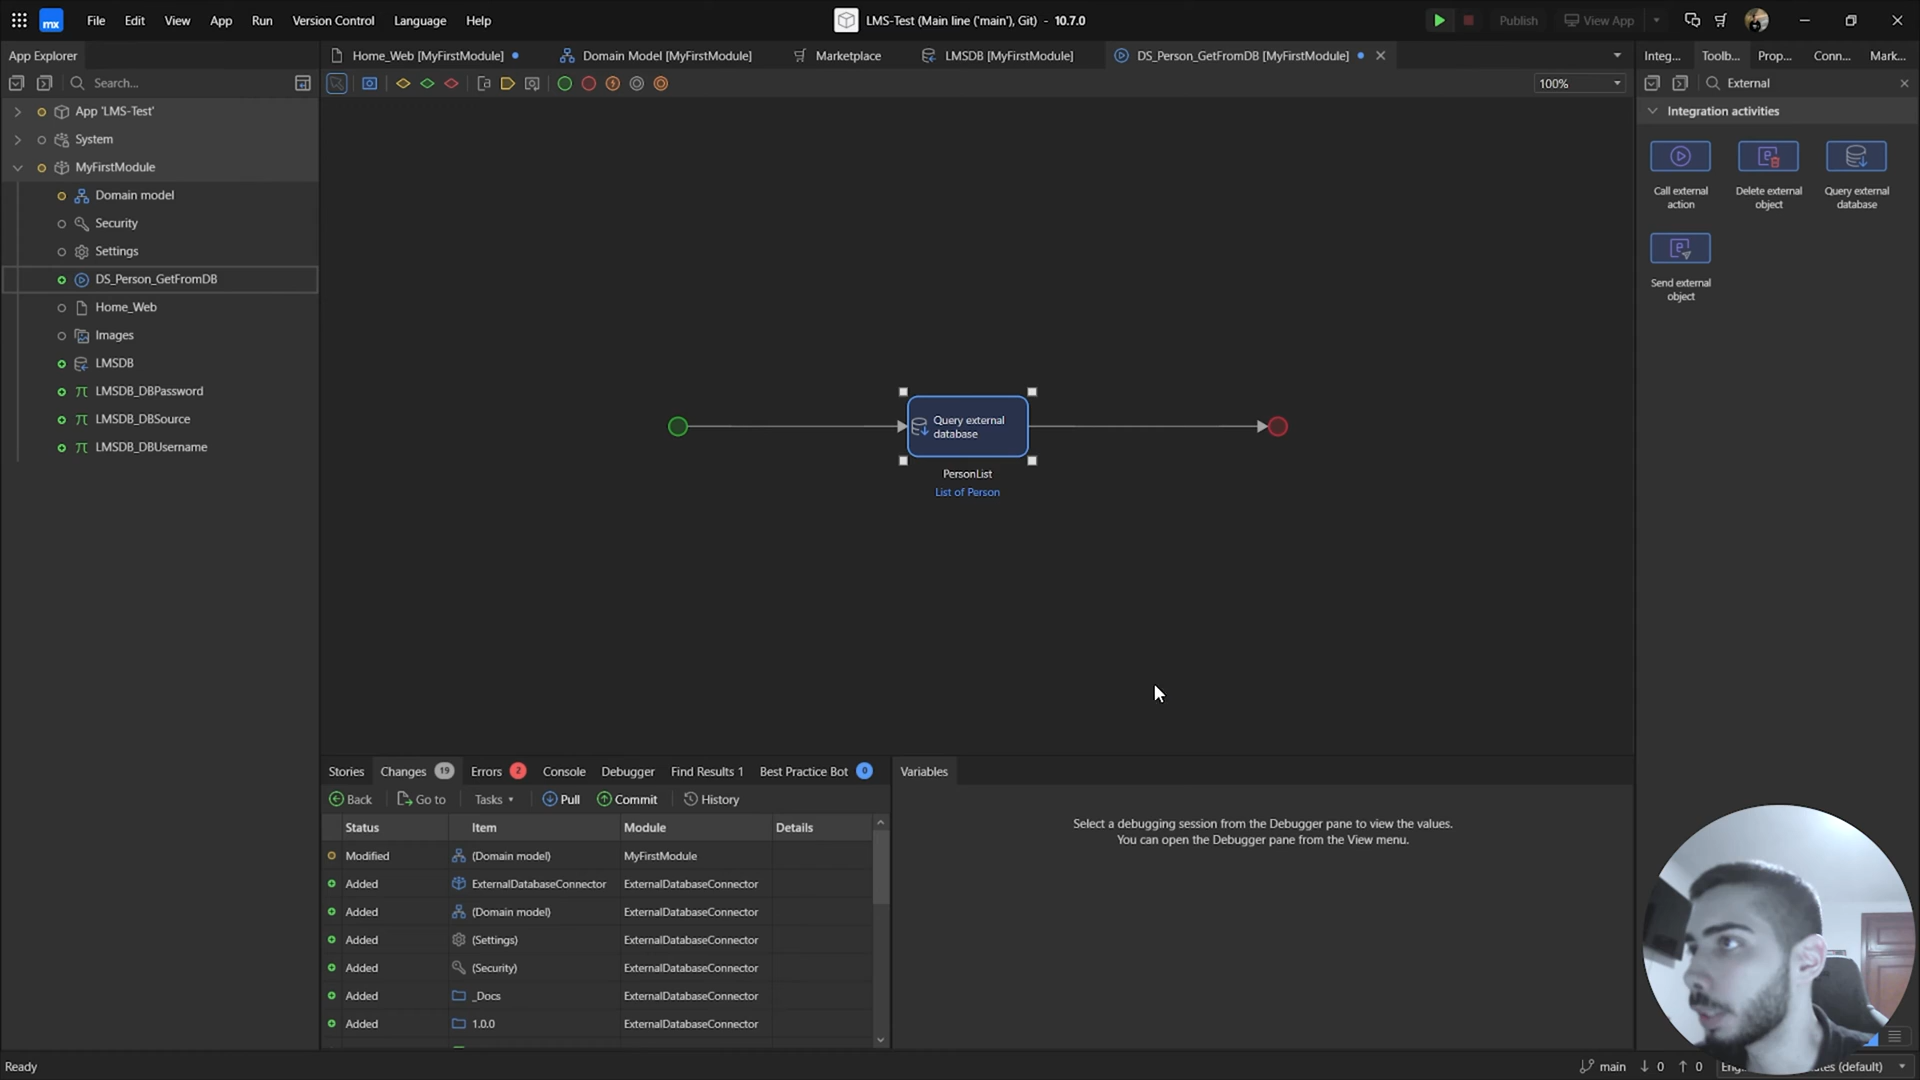 mx File Edit View App Run Version Control Language Help LMS-Test (Main line ('main'), Git) - 10.7.0 Publish View App
App Explorer Home_Web [MyFirstModule] Domain Model [MyFirstModule] Marketplace LMSDB [MyFirstModule] DS_Person_GetFromDB [MyFirstModule] Integ... Toolb... Prop... Conn... Mark...
Search... 100% External
App 'LMS-Test'
System
MyFirstModule
Domain model
Security
Settings
DS_Person_GetFromDB
Home_Web
Images
LMSDB
LMSDB_DBPassword
LMSDB_DBSource
LMSDB_DBUsername
Query external
database
PersonList
List of Person
Integration activities
Call external
action
Delete external
object
Query external
database
Send external
object
Stories Changes 19 Errors 2 Console Debugger Find Results 1 Best Practice Bot 0 Variables
Back Go to Tasks Pull Commit History
Status Item Module Details
Modified (Domain model) MyFirstModule
Added ExternalDatabaseConnector ExternalDatabaseConnector
Added (Domain model) ExternalDatabaseConnector
Added (Settings) ExternalDatabaseConnector
Added (Security) ExternalDatabaseConnector
Added _Docs ExternalDatabaseConnector
Added 1.0.0 ExternalDatabaseConnector
Select a debugging session from the Debugger pane to view the values.
You can open the Debugger pane from the View menu.
Ready main 0 0 (default)